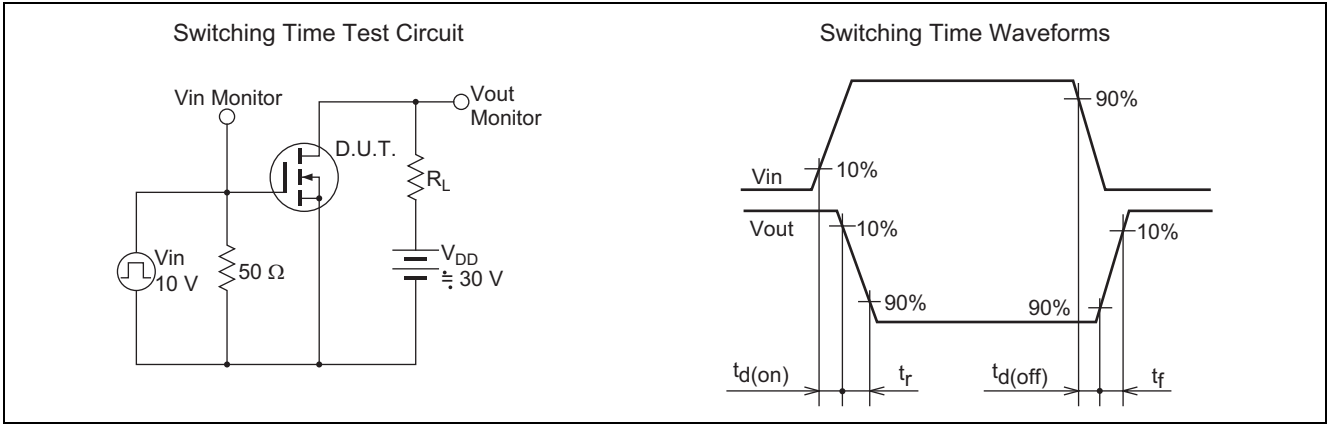 Switching Time Test Circuit
Vin Monitor
Vout
Monitor
D.U.T.
RL
Vin
10 V
50 Ω
VDD
≒ 30 V
Switching Time Waveforms
Vin
10%
90%
Vout
10%
90%
90%
10%
td(on)
tr
td(off)
tf